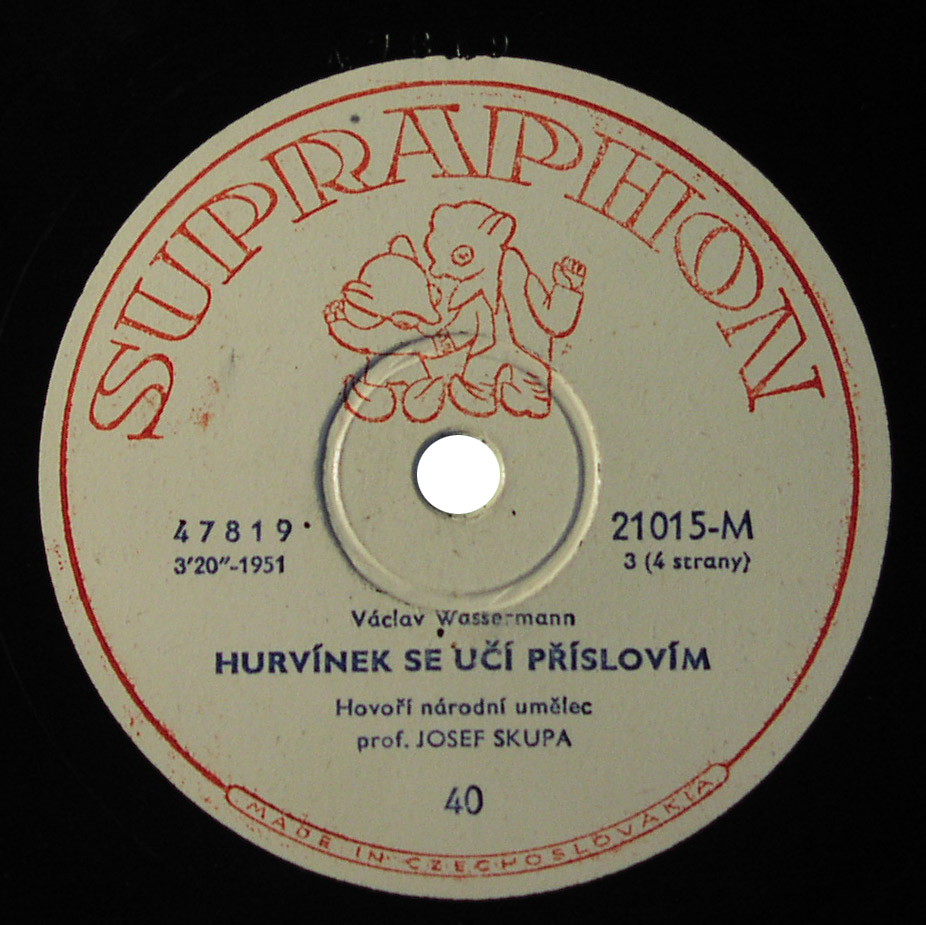 47819
SUPRAPHON
47819 21015-M
3'20"-1951 3 (4 strany)
Václav Wassermann
HURVÍNEK SE UČÍ PŘÍSLOVÍM
Hovoří národní umělec
prof. JOSEF SKUPA
40
MADE IN CZECHOSLOVAKIA